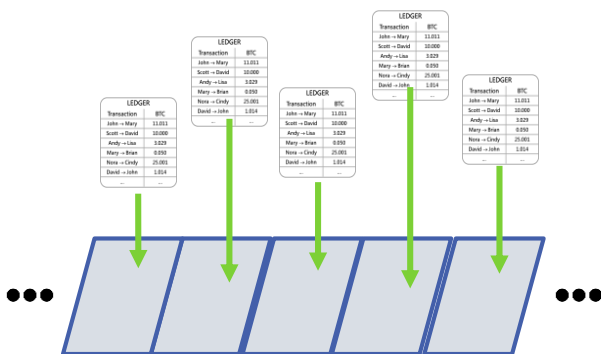 LEDGER
Transaction BTC
John → Mary 11.011
Scott → David 10.000
Andy → Lisa 3.029
Mary → Brian 0.050
Nora → Cindy 25.001
David → John 1.014
... ...
LEDGER
Transaction BTC
John → Mary 11.011
Scott → David 10.000
Andy → Lisa 3.029
Mary → Brian 0.050
Nora → Cindy 25.001
David → John 1.014
... ...
LEDGER
Transaction BTC
John → Mary 11.011
Scott → David 10.000
Andy → Lisa 3.029
Mary → Brian 0.050
Nora → Cindy 25.001
David → John 1.014
... ...
LEDGER
Transaction BTC
John → Mary 11.011
Scott → David 10.000
Andy → Lisa 3.029
Mary → Brian 0.050
Nora → Cindy 25.001
David → John 1.014
... ...
LEDGER
Transaction BTC
John → Mary 11.011
Scott → David 10.000
Andy → Lisa 3.029
Mary → Brian 0.050
Nora → Cindy 25.001
David → John 1.014
... ...